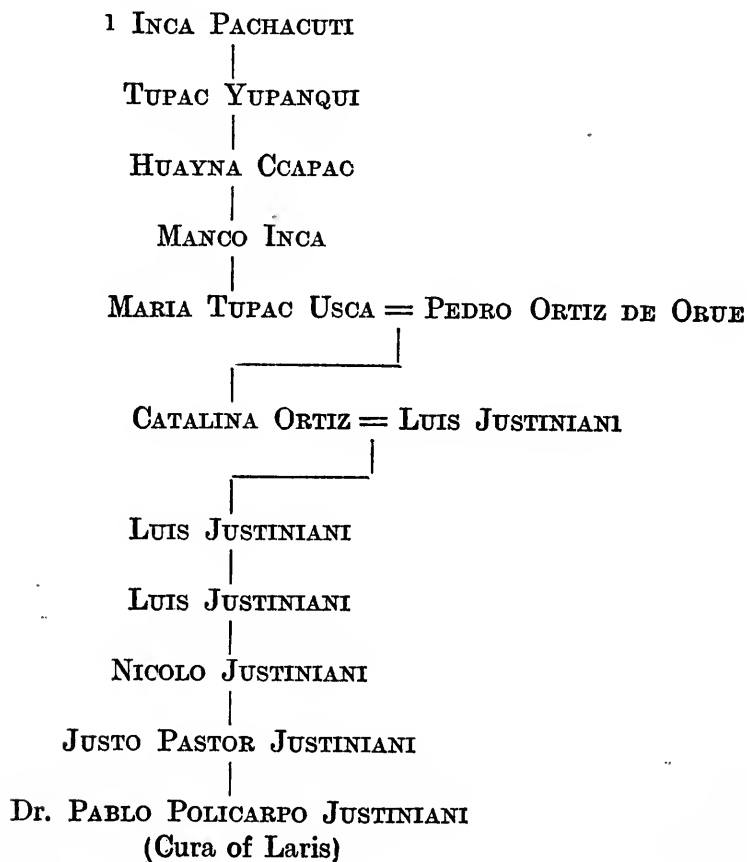 1 INCA PACHACUTI
TUPAC YUPANQUI
HUAYNA CCAPAC
MANCO INCA
MARIA TUPAC USCA = PEDRO ORTIZ DE ORUE
CATALINA ORTIZ = LUIS JUSTINIANI
LUIS JUSTINIANI
LUIS JUSTINIANI
NICOLO JUSTINIANI
JUSTO PASTOR JUSTINIANI
Dr. PABLO POLICARPO JUSTINIANI
(Cura of Laris)